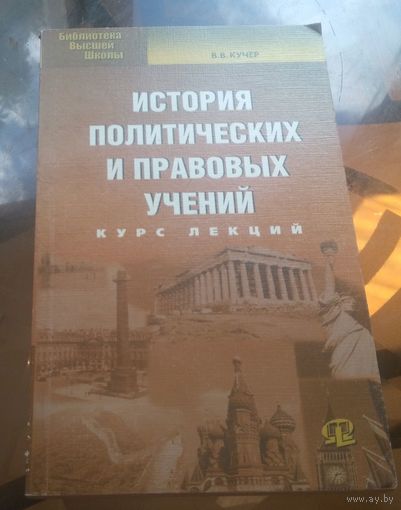 Библиотека
Высшей
Школы
В.В. КУЧЕР
ИСТОРИЯ
ПОЛИТИЧЕСКИХ
И ПРАВОВЫХ
УЧЕНИЙ
КУРС ЛЕКЦИЙ
www.ay.by